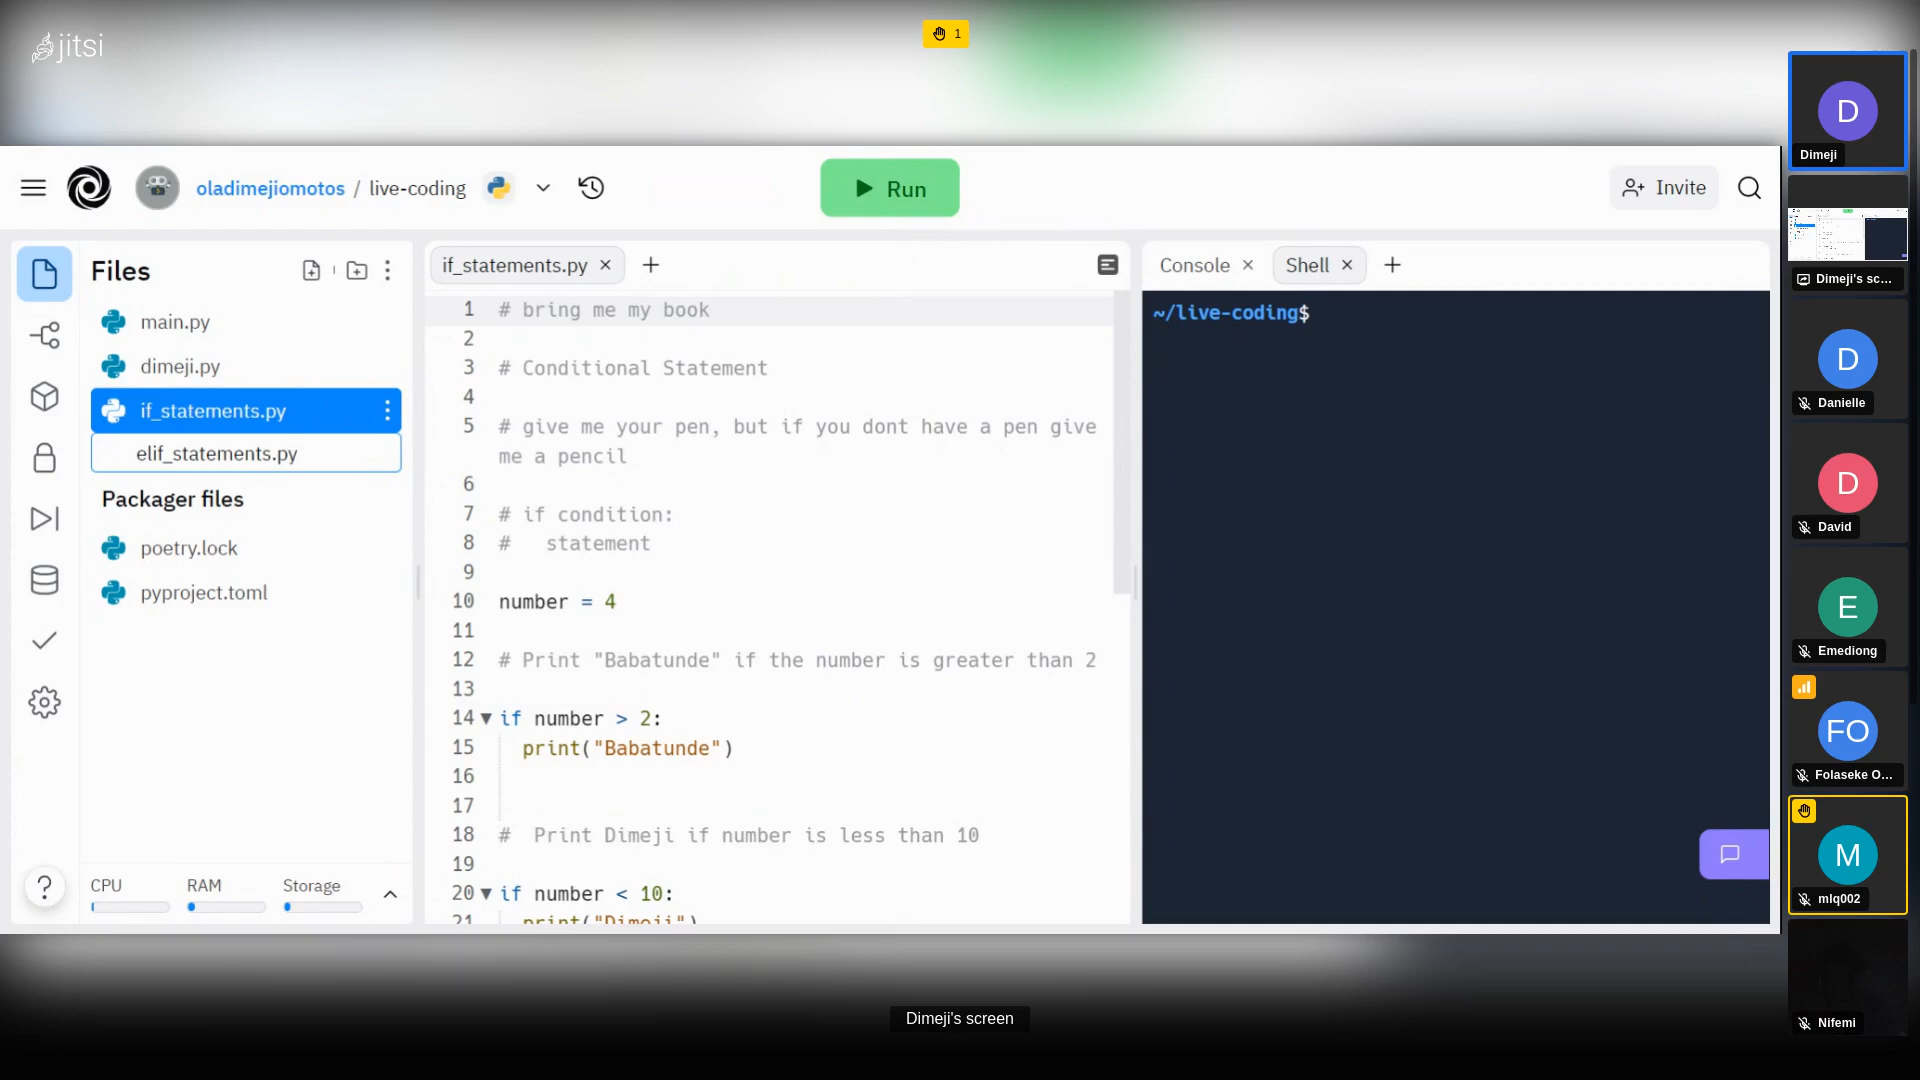 jitsi
1
oladimejiomotos / live-coding
Run
Invite
Files
main.py
dimeji.py
if_statements.py
elif_statements.py
Packager files
poetry.lock
pyproject.toml
CPU RAM Storage
if_statements.py
1 # bring me my book
2
3 # Conditional Statement
4
5 # give me your pen, but if you dont have a pen give
me a pencil
6
7 # if condition:
8 #   statement
9
10 number = 4
11
12 # Print "Babatunde" if the number is greater than 2
13
14 if number > 2:
15   print("Babatunde")
16
17
18 #  Print Dimeji if number is less than 10
19
20 if number < 10:
21   print("Dimeji")
Console
Shell
~/live-coding$
D
Dimeji
Dimeji's sc...
D
Danielle
D
David
E
Emediong
FO
Folaseke O...
M
mlq002
Nifemi
Dimeji's screen